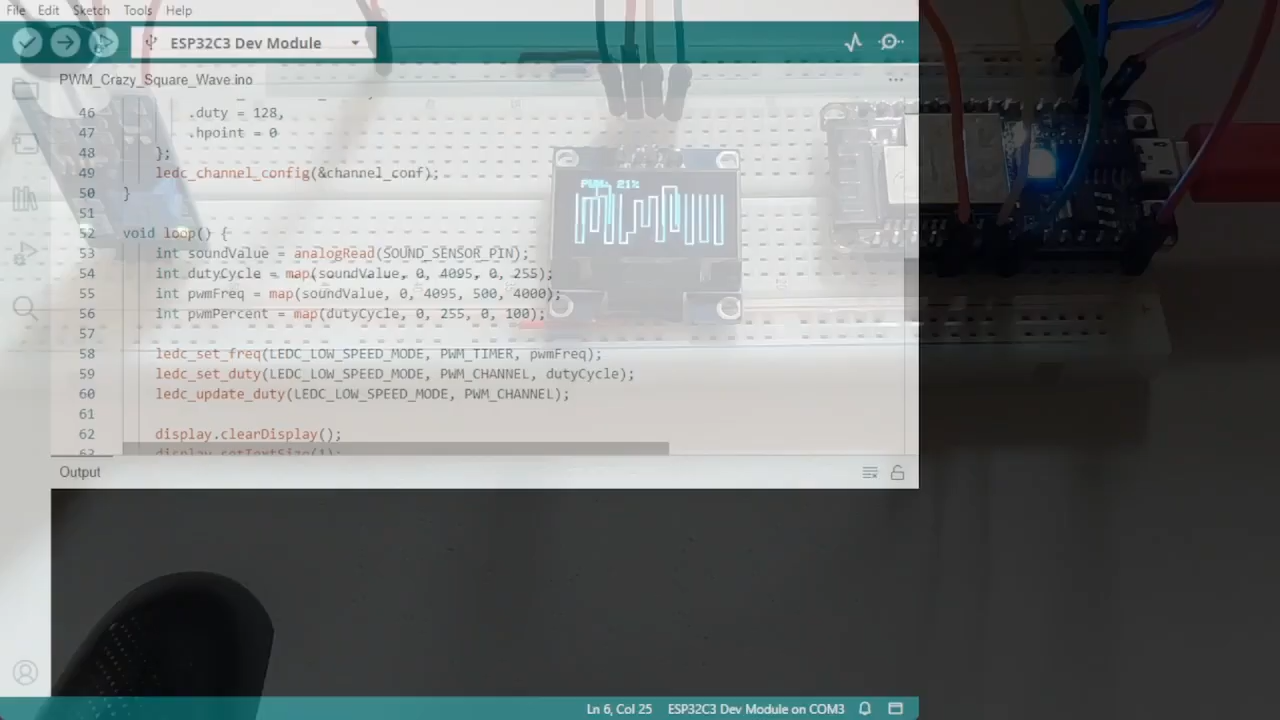 File Edit Sketch Tools Help
ESP32C3 Dev Module
PWM_Crazy_Square_Wave.ino
46 .duty = 128,
47 .hpoint = 0
48 };
49 ledc_channel_config(&channel_conf);
50 }
51
52 void loop() {
53 int soundValue = analogRead(SOUND_SENSOR_PIN);
54 int dutyCycle = map(soundValue, 0, 4095, 0, 255);
55 int pwmFreq = map(soundValue, 0, 4095, 500, 4000);
56 int pwmPercent = map(dutyCycle, 0, 255, 0, 100);
57
58 ledc_set_freq(LEDC_LOW_SPEED_MODE, PWM_TIMER, pwmFreq);
59 ledc_set_duty(LEDC_LOW_SPEED_MODE, PWM_CHANNEL, dutyCycle);
60 ledc_update_duty(LEDC_LOW_SPEED_MODE, PWM_CHANNEL);
61
62 display.clearDisplay();
63 display.setTextSize(1);
PWM: 21%
Output
Ln 6, Col 25 ESP32C3 Dev Module on COM3